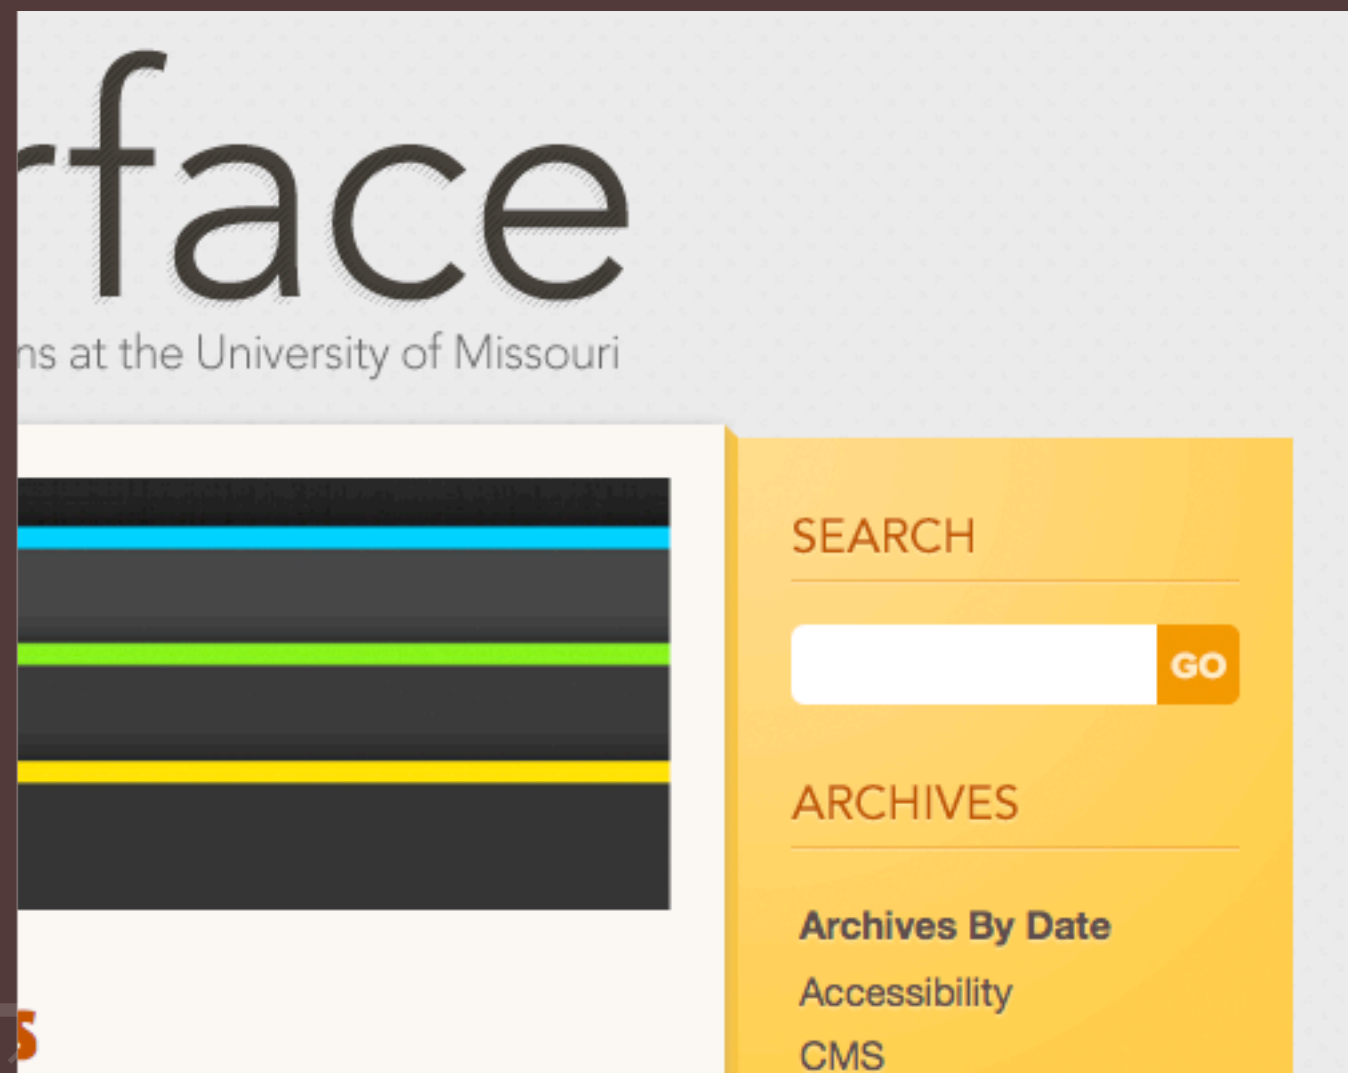 rface
ns at the University of Missouri
SEARCH
GO
ARCHIVES
Archives By Date
Accessibility
CMS
s